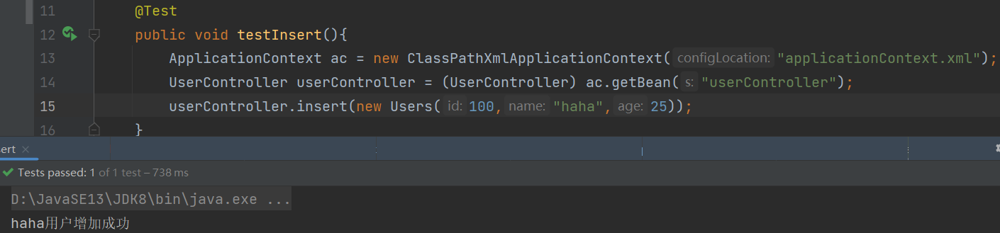 11 @Test
12 public void testInsert(){
13 ApplicationContext ac = new ClassPathXmlApplicationContext( configLocation: "applicationContext.xml");
14 UserController userController = (UserController) ac.getBean( s: "userController");
15 userController.insert(new Users( id: 100, name: "haha", age: 25));
16 }
ert ×
Tests passed: 1 of 1 test – 738 ms
D:\JavaSE13\JDK8\bin\java.exe ...
haha用户增加成功